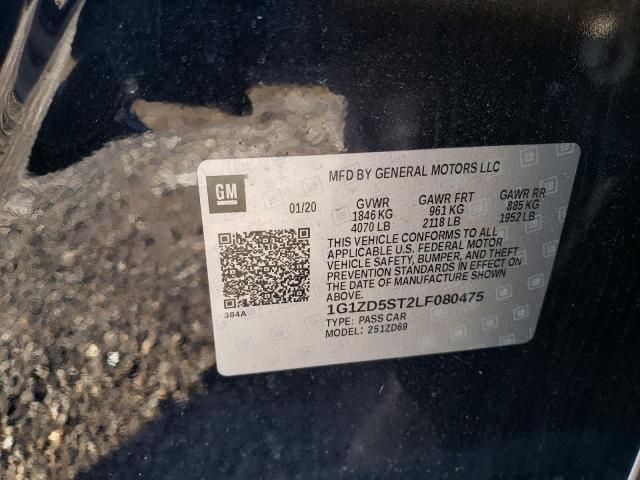 MFD BY GENERAL MOTORS LLC
GM
01/20 GVWR GAWR FRT GAWR RR
1846 KG 961 KG 885 KG
4070 LB 2118 LB 1952 LB
THIS VEHICLE CONFORMS TO ALL
APPLICABLE U.S. FEDERAL MOTOR
VEHICLE SAFETY, BUMPER, AND THEFT
PREVENTION STANDARDS IN EFFECT ON
THE DATE OF MANUFACTURE SHOWN
ABOVE.
384A
1G1ZD5ST2LF080475
TYPE: PASS CAR
MODEL: 251ZD69